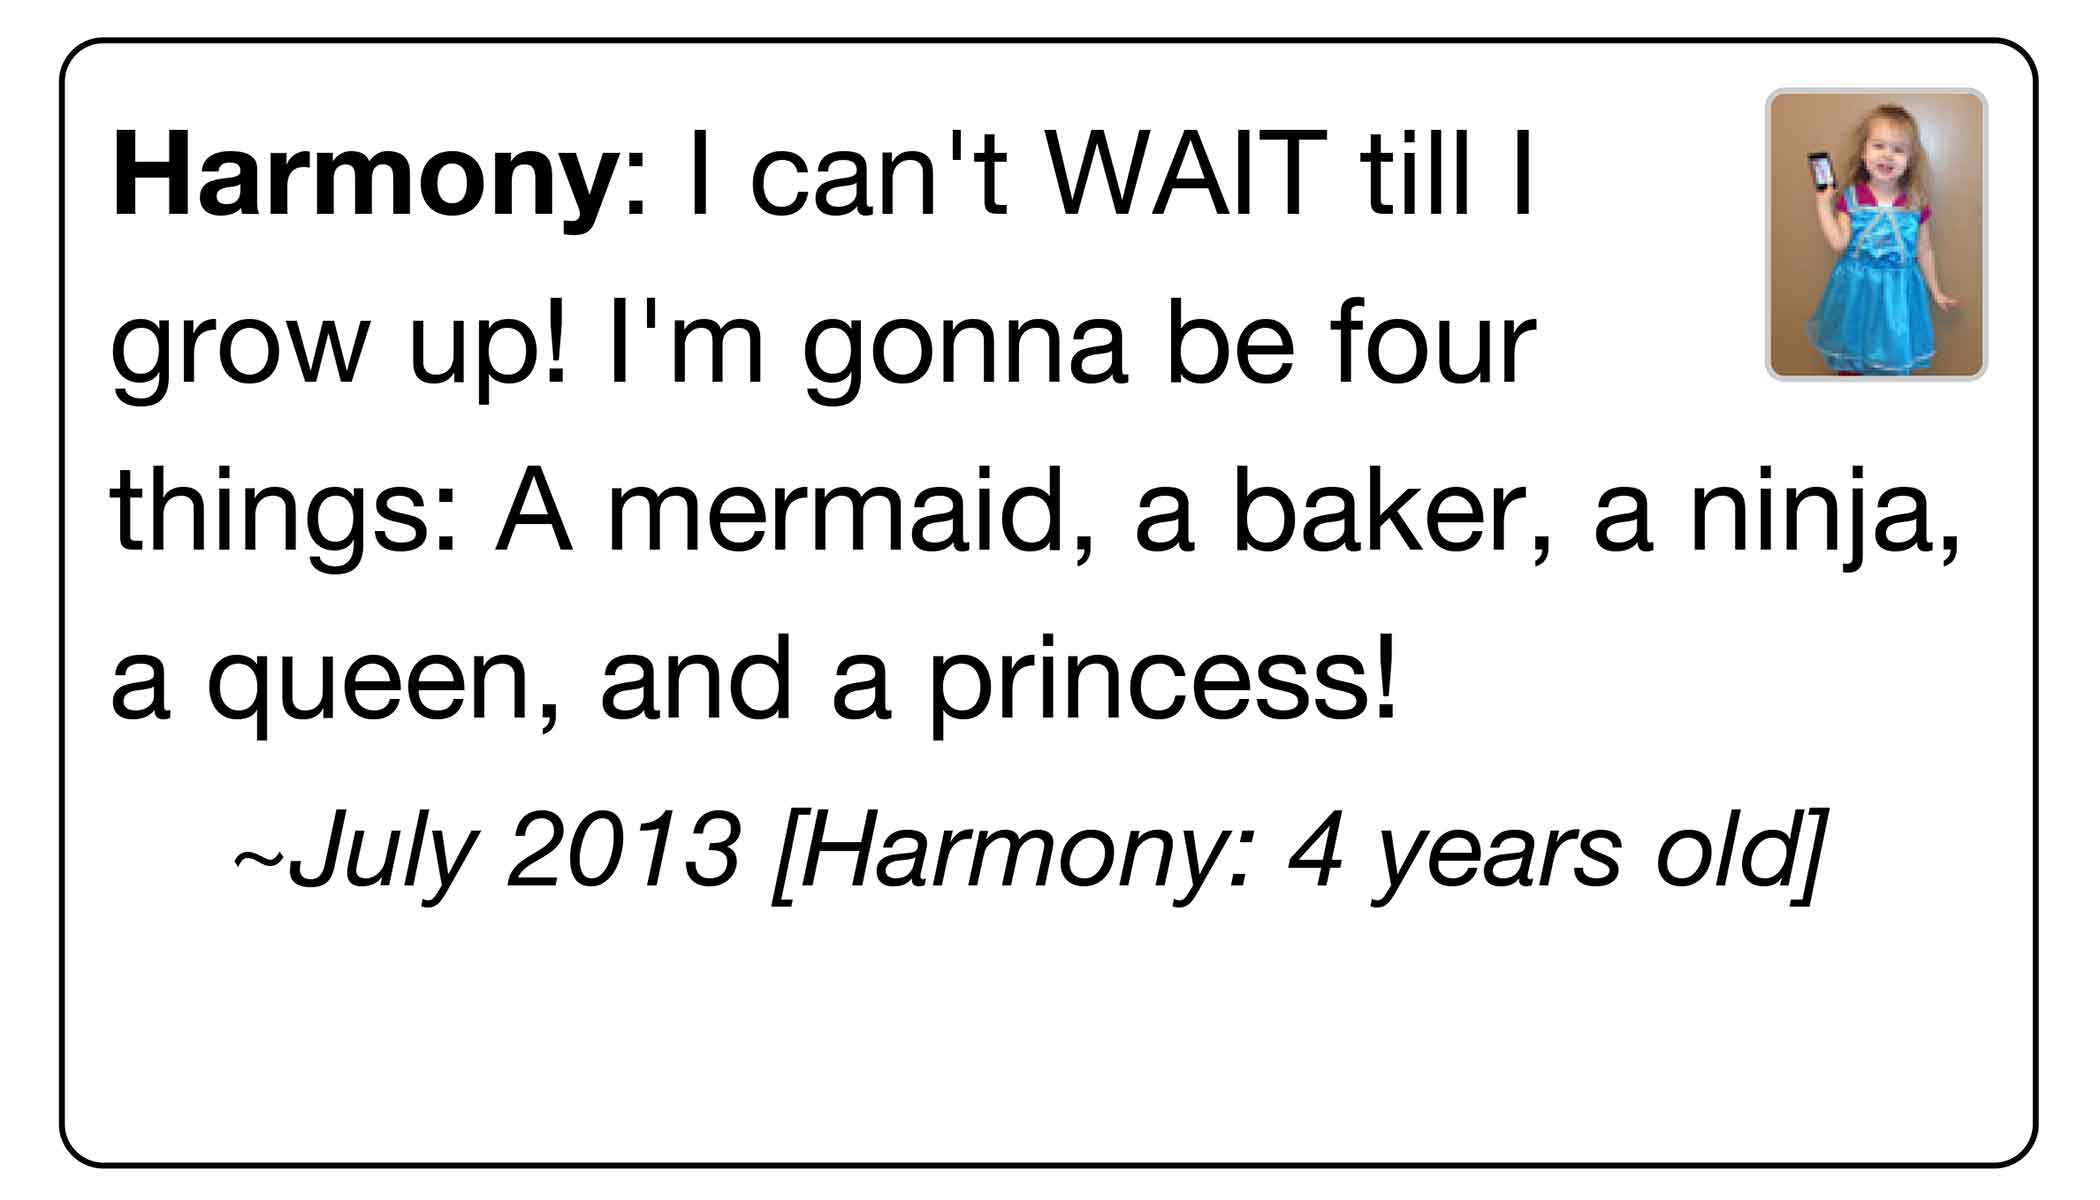 Harmony: I can't WAIT till I
grow up! I'm gonna be four
things: A mermaid, a baker, a ninja,
a queen, and a princess!
~July 2013 [Harmony: 4 years old]